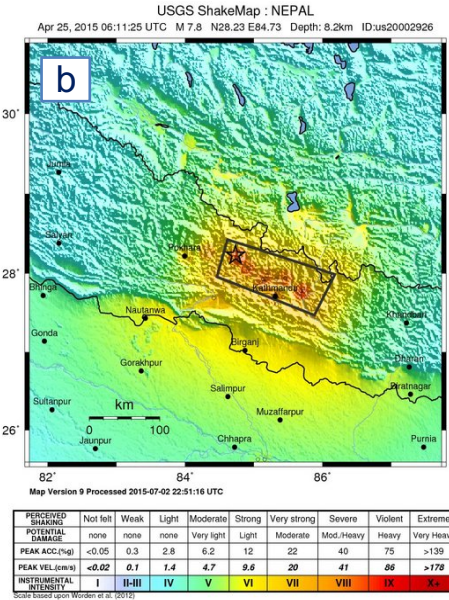 USGS ShakeMap : NEPAL
Apr 25, 2015 06:11:25 UTC M 7.8 N28.23 E84.73 Depth: 8.2km ID:us20002926
b
30˚
Jumla
Salyan
Pokhara
28˚
Kathmandu
Nautanwa
Gonda
Birganj
Gorakhpur
Dharan
Biratnagar
Salimpur
Sultanpur
km
Muzaffarpur
0 100
26˚
Jaunpur
Chhapra
Purnia
82˚ 84˚ 86˚
Map Version 9 Processed 2015-07-02 22:51:16 UTC
PERCEIVED SHAKING Not felt Weak Light Moderate Strong Very strong Severe Violent Extreme
POTENTIAL DAMAGE none none none Very light Light Moderate Mod./Heavy Heavy Very Heavy
PEAK ACC.(%g) <0.05 0.3 2.8 6.2 12 22 40 75 >139
PEAK VEL.(cm/s) <0.02 0.1 1.4 4.7 9.6 20 41 86 >178
INSTRUMENTAL INTENSITY I II-III IV V VI VII VIII IX X+
Scale based upon Worden et al. (2012)